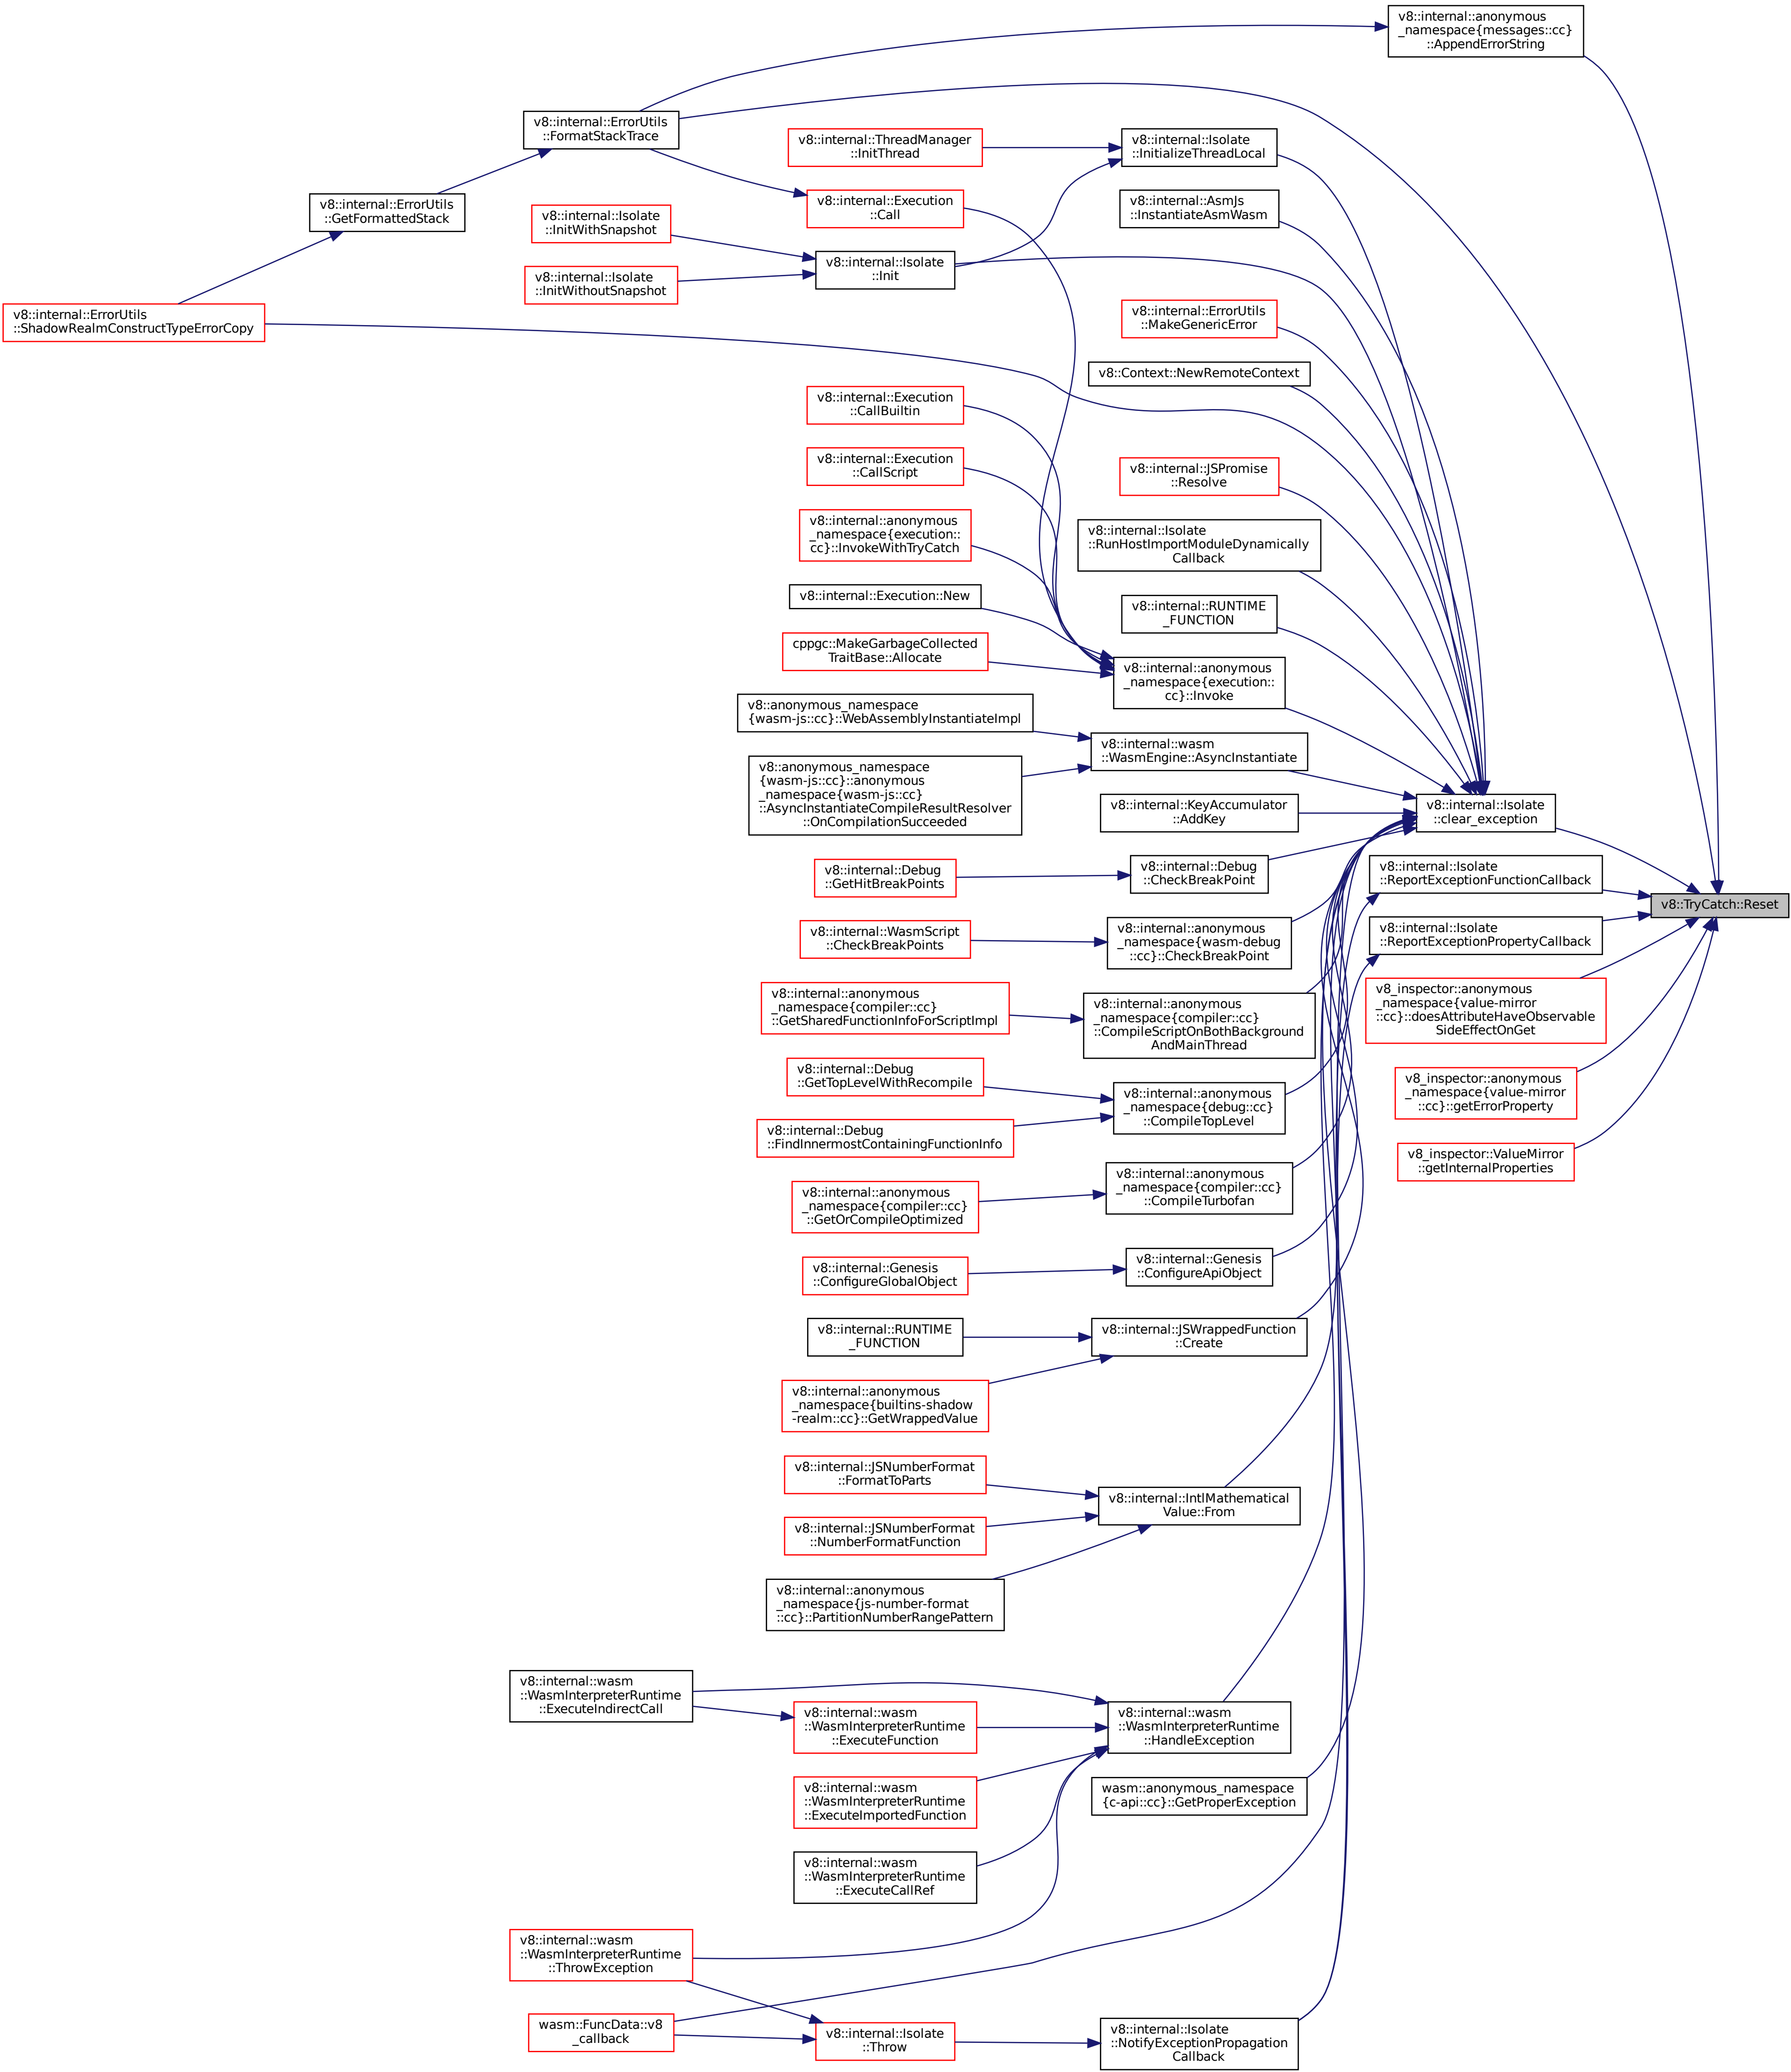 v8::internal::anonymous
_namespace{messages::cc}
::AppendErrorString
v8::internal::ErrorUtils
::FormatStackTrace
v8::internal::ThreadManager
::InitThread
v8::internal::Isolate
::InitializeThreadLocal
v8::internal::ErrorUtils
::GetFormattedStack
v8::internal::Isolate
::InitWithSnapshot
v8::internal::Execution
::Call
v8::internal::AsmJs
::InstantiateAsmWasm
v8::internal::Isolate
::Init
v8::internal::Isolate
::InitWithoutSnapshot
v8::internal::ErrorUtils
::ShadowRealmConstructTypeErrorCopy
v8::internal::ErrorUtils
::MakeGenericError
v8::Context::NewRemoteContext
v8::internal::Execution
::CallBuiltin
v8::internal::Execution
::CallScript
v8::internal::JSPromise
::Resolve
v8::internal::anonymous
_namespace{execution::
cc}::InvokeWithTryCatch
v8::internal::Isolate
::RunHostImportModuleDynamically
Callback
v8::internal::Execution::New
v8::internal::RUNTIME
_FUNCTION
cppgc::MakeGarbageCollected
TraitBase::Allocate
v8::internal::anonymous
_namespace{execution::
cc}::Invoke
v8::anonymous_namespace
{wasm-js::cc}::WebAssemblyInstantiateImpl
v8::internal::wasm
::WasmEngine::AsyncInstantiate
v8::anonymous_namespace
{wasm-js::cc}::anonymous
_namespace{wasm-js::cc}
::AsyncInstantiateCompileResultResolver
::OnCompilationSucceeded
v8::internal::KeyAccumulator
::AddKey
v8::internal::Isolate
::clear_exception
v8::internal::Debug
::GetHitBreakPoints
v8::internal::Debug
::CheckBreakPoint
v8::internal::Isolate
::ReportExceptionFunctionCallback
v8::TryCatch::Reset
v8::internal::WasmScript
::CheckBreakPoints
v8::internal::anonymous
_namespace{wasm-debug
::cc}::CheckBreakPoint
v8::internal::Isolate
::ReportExceptionPropertyCallback
v8::internal::anonymous
_namespace{compiler::cc}
::GetSharedFunctionInfoForScriptImpl
v8::internal::anonymous
_namespace{compiler::cc}
::CompileScriptOnBothBackground
AndMainThread
v8_inspector::anonymous
_namespace{value-mirror
::cc}::doesAttributeHaveObservable
SideEffectOnGet
v8::internal::Debug
::GetTopLevelWithRecompile
v8::internal::anonymous
_namespace{debug::cc}
::CompileTopLevel
v8_inspector::anonymous
_namespace{value-mirror
::cc}::getErrorProperty
v8::internal::Debug
::FindInnermostContainingFunctionInfo
v8_inspector::ValueMirror
::getInternalProperties
v8::internal::anonymous
_namespace{compiler::cc}
::GetOrCompileOptimized
v8::internal::anonymous
_namespace{compiler::cc}
::CompileTurbofan
v8::internal::Genesis
::ConfigureGlobalObject
v8::internal::Genesis
::ConfigureApiObject
v8::internal::RUNTIME
_FUNCTION
v8::internal::JSWrappedFunction
::Create
v8::internal::anonymous
_namespace{builtins-shadow
-realm::cc}::GetWrappedValue
v8::internal::JSNumberFormat
::FormatToParts
v8::internal::IntlMathematical
Value::From
v8::internal::JSNumberFormat
::NumberFormatFunction
v8::internal::anonymous
_namespace{js-number-format
::cc}::PartitionNumberRangePattern
v8::internal::wasm
::WasmInterpreterRuntime
::ExecuteIndirectCall
v8::internal::wasm
::WasmInterpreterRuntime
::ExecuteFunction
v8::internal::wasm
::WasmInterpreterRuntime
::HandleException
v8::internal::wasm
::WasmInterpreterRuntime
::ExecuteImportedFunction
wasm::anonymous_namespace
{c-api::cc}::GetProperException
v8::internal::wasm
::WasmInterpreterRuntime
::ExecuteCallRef
v8::internal::wasm
::WasmInterpreterRuntime
::ThrowException
wasm::FuncData::v8
_callback
v8::internal::Isolate
::Throw
v8::internal::Isolate
::NotifyExceptionPropagation
Callback